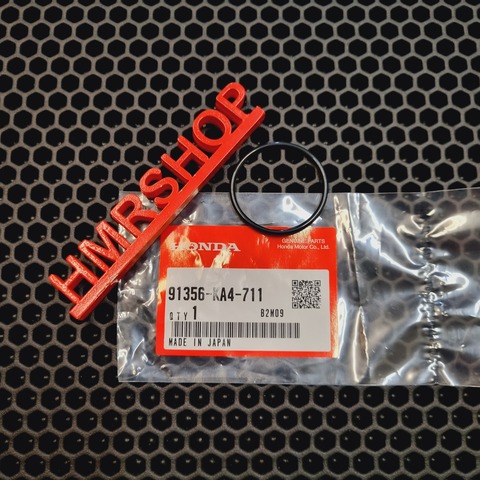 HMRSHOP
HONDA
GENUINE PARTS
Honda Motor Co., Ltd.
91356-KA4-711
QTY 1
B2M09
MADE IN JAPAN